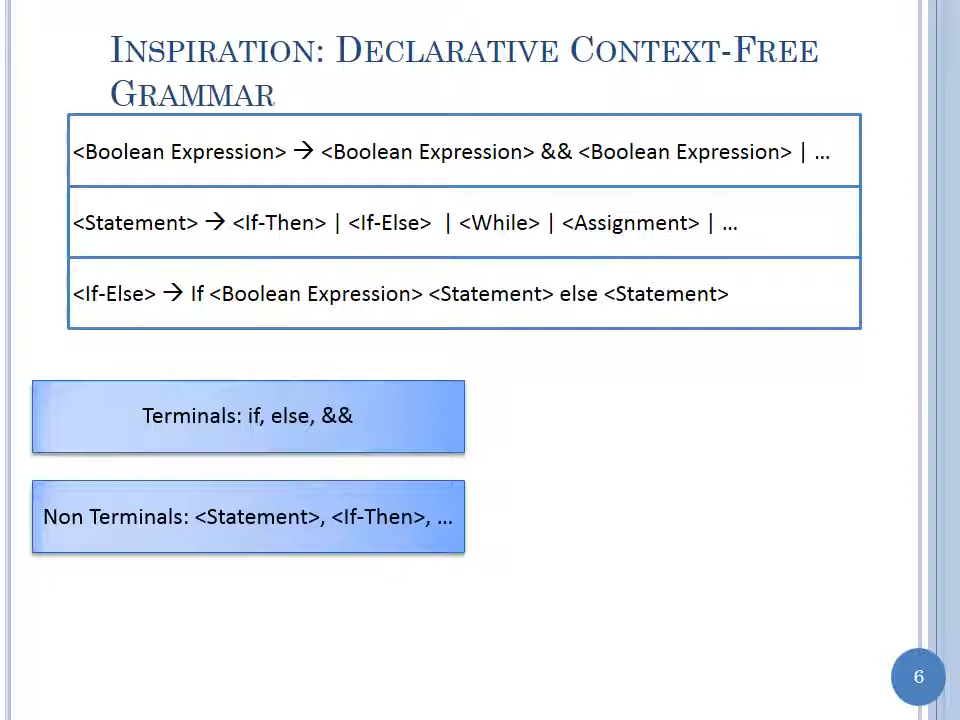 INSPIRATION: DECLARATIVE CONTEXT-FREE
GRAMMAR
<Boolean Expression> → <Boolean Expression> && <Boolean Expression> | …
<Statement> → <If-Then> | <If-Else> | <While> | <Assignment> | …
<If-Else> → If <Boolean Expression> <Statement> else <Statement>
Terminals: if, else, &&
Non Terminals: <Statement>, <If-Then>, …
6